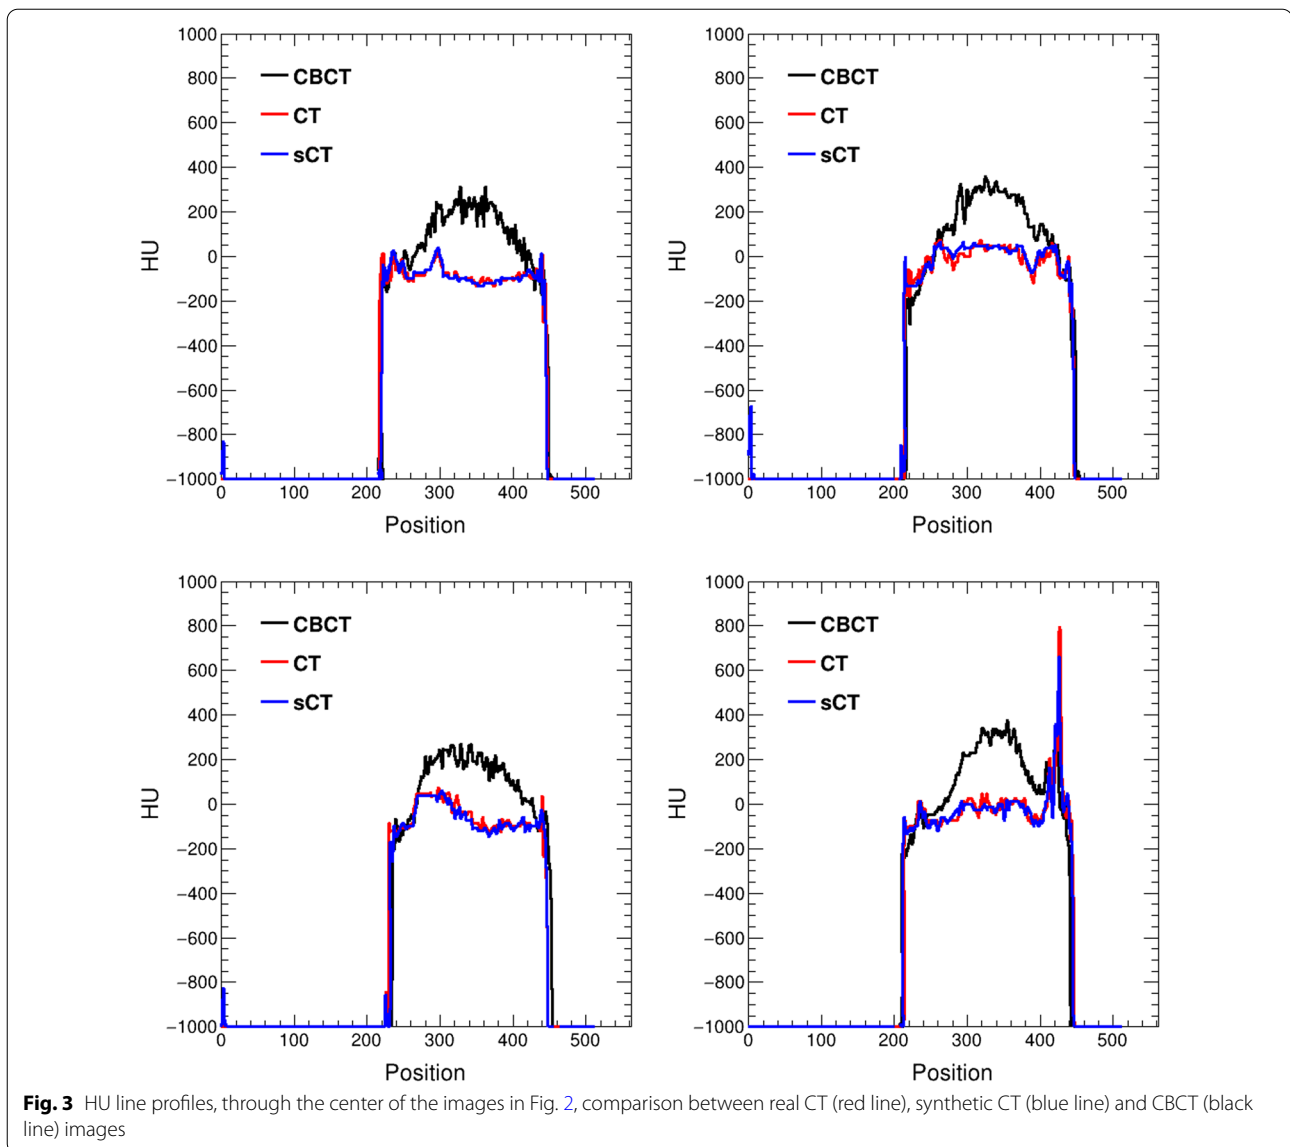 1000
800
600
400
200
0
−200
−400
−600
−800
−1000
HU
CBCT
CT
sCT
0 100 200 300 400 500
Position
1000
800
600
400
200
0
−200
−400
−600
−800
−1000
HU
CBCT
CT
sCT
0 100 200 300 400 500
Position
1000
800
600
400
200
0
−200
−400
−600
−800
−1000
HU
CBCT
CT
sCT
0 100 200 300 400 500
Position
1000
800
600
400
200
0
−200
−400
−600
−800
−1000
HU
CBCT
CT
sCT
0 100 200 300 400 500
Position
Fig. 3 HU line profiles, through the center of the images in Fig. 2, comparison between real CT (red line), synthetic CT (blue line) and CBCT (black
line) images